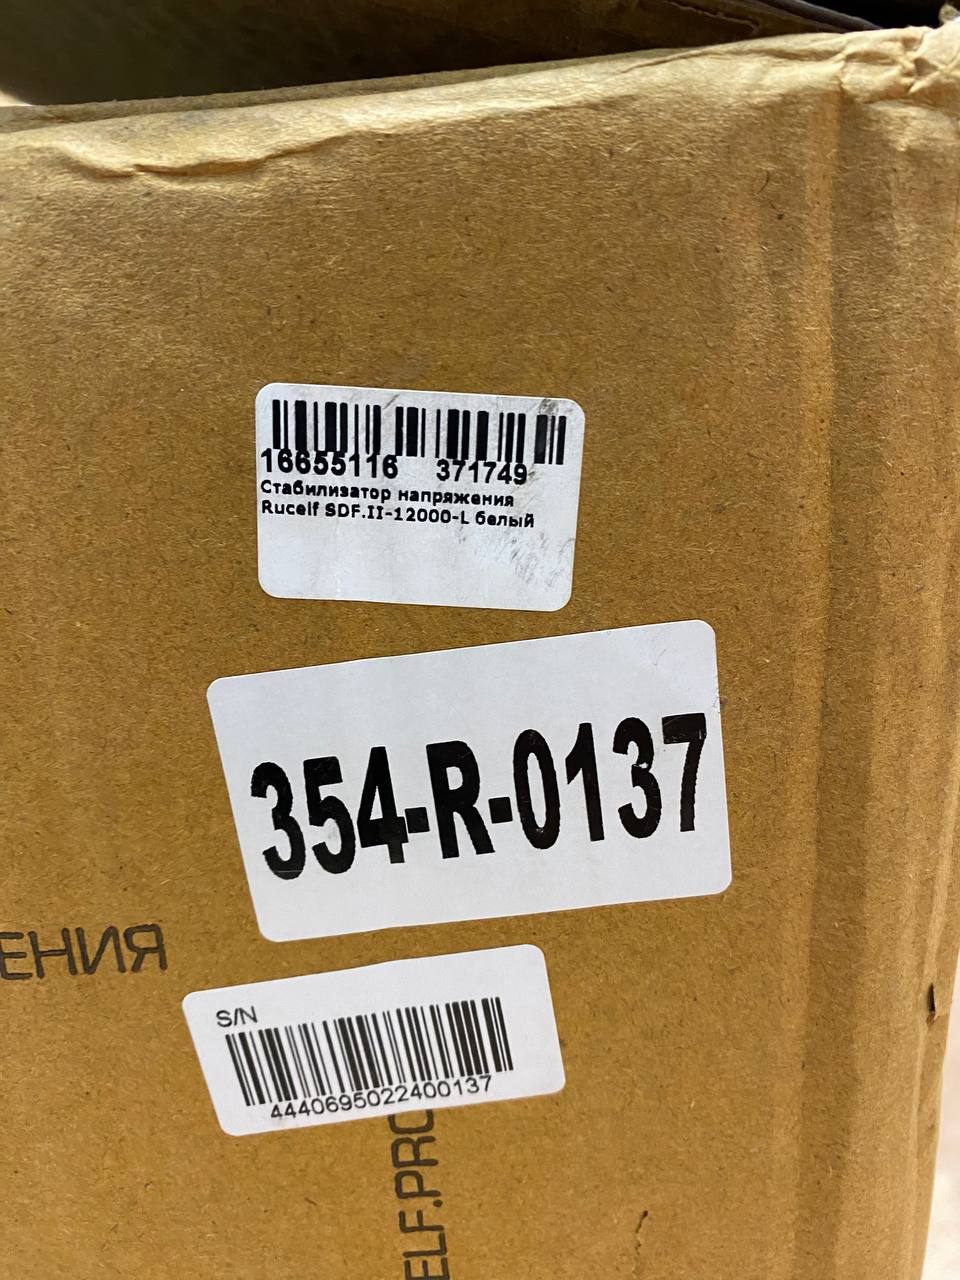 16655116 371749
Стабилизатор напряжения
Rucelf SDF.II-12000-L белый
354-R-0137
ЕНИЯ
S/N
4440695022400137
ELF.PRO